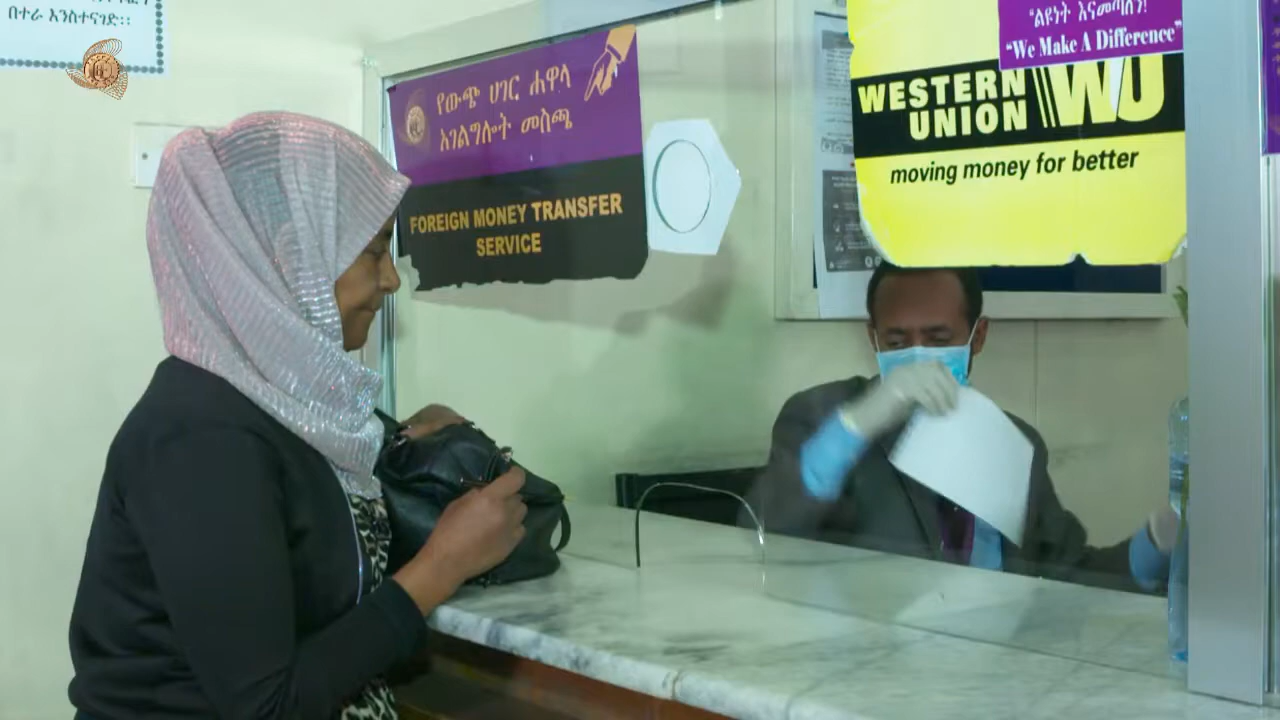 በተራ እንስተናገድ፡፡
የውጭ ሀገር ሐዋላ
አገልግሎት መስጫ
FOREIGN MONEY TRANSFER
SERVICE
"ልዩነት እናመጣለን!"
"We Make A Difference"
WESTERN
UNION WU
moving money for better